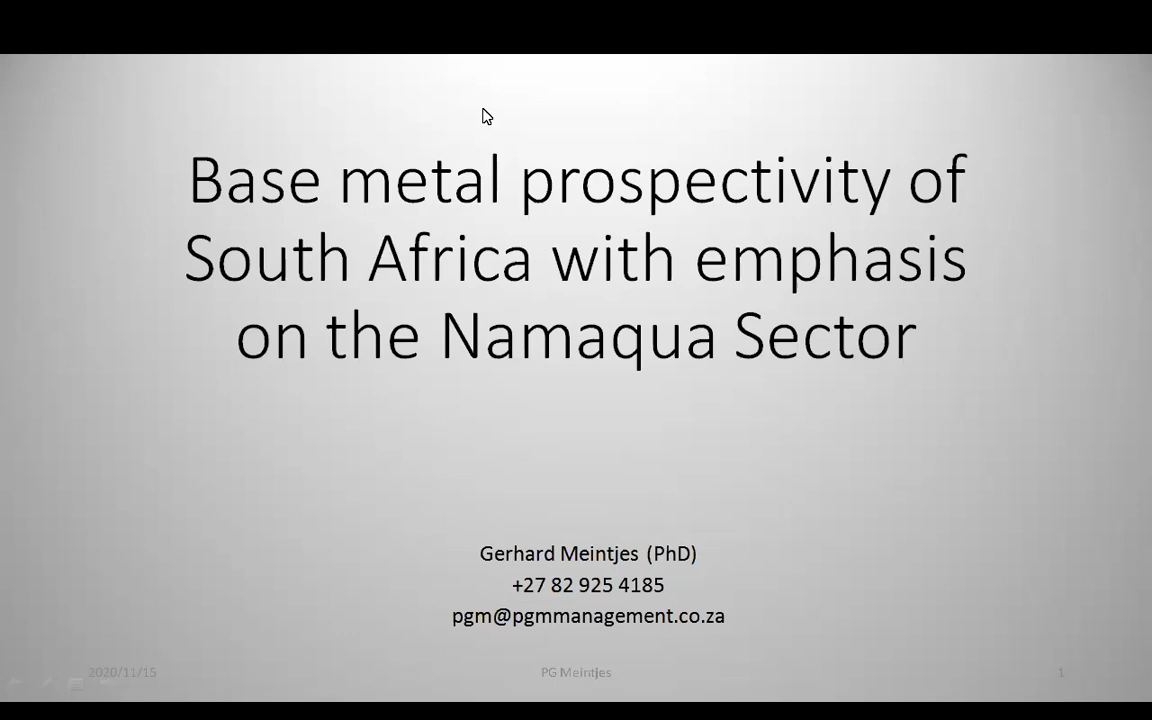 Base metal prospectivity of
South Africa with emphasis
on the Namaqua Sector
Gerhard Meintjes (PhD)
+27 82 925 4185
pgm@pgmmanagement.co.za
2020/11/15
PG Meintjes
1